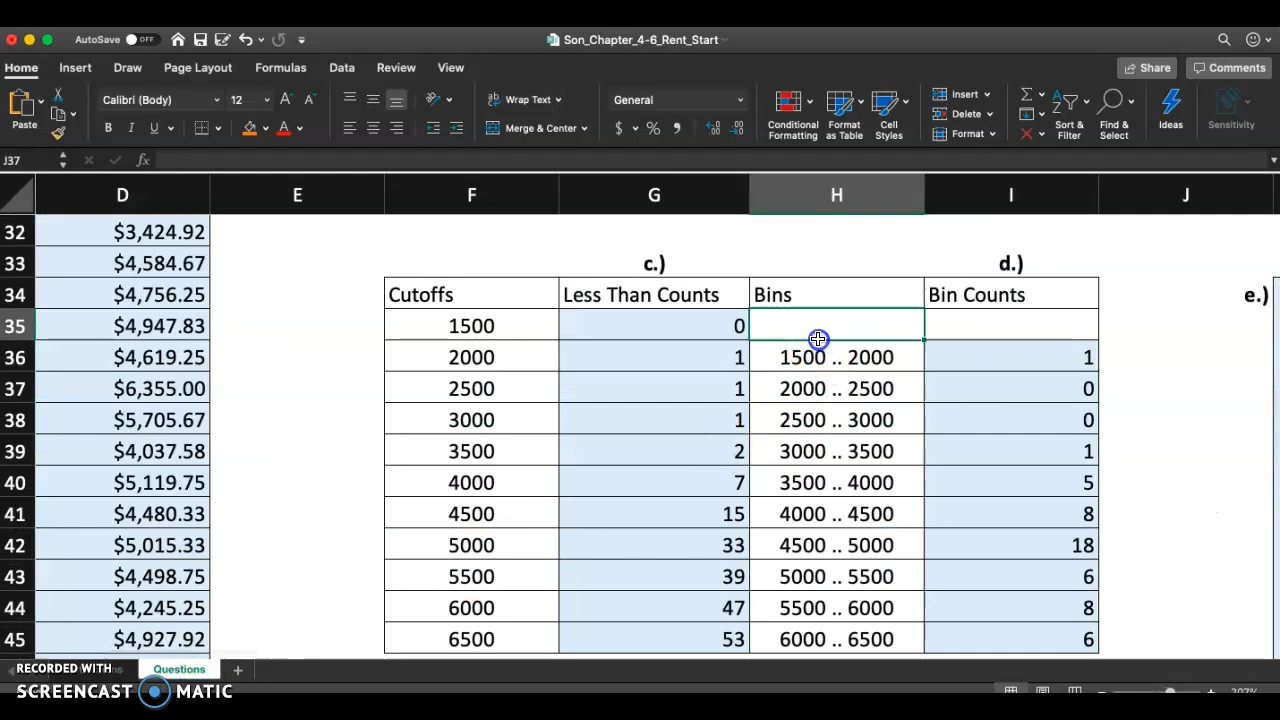 AutoSave OFF Son_Chapter_4-6_Rent_Start
Home Insert Draw Page Layout Formulas Data Review View Share Comments
Paste Calibri (Body) 12 A A Wrap Text General Conditional Formatting Format as Table Cell Styles Insert Sort & Filter Find & Select Ideas Sensitivity
B I U A Merge & Center $ % Delete
Format
J37 fx
D E F G H I J
32 $3,424.92
33 $4,584.67 c.) d.)
34 $4,756.25 Cutoffs Less Than Counts Bins Bin Counts e.)
35 $4,947.83 1500 0
36 $4,619.25 2000 1 1500 .. 2000 1
37 $6,355.00 2500 1 2000 .. 2500 0
38 $5,705.67 3000 1 2500 .. 3000 0
39 $4,037.58 3500 2 3000 .. 3500 1
40 $5,119.75 4000 7 3500 .. 4000 5
41 $4,480.33 4500 15 4000 .. 4500 8
42 $5,015.33 5000 33 4500 .. 5000 18
43 $4,498.75 5500 39 5000 .. 5500 6
44 $4,245.25 6000 47 5500 .. 6000 8
45 $4,927.92 6500 53 6000 .. 6500 6
Questions
RECORDED WITH
SCREENCAST MATIC